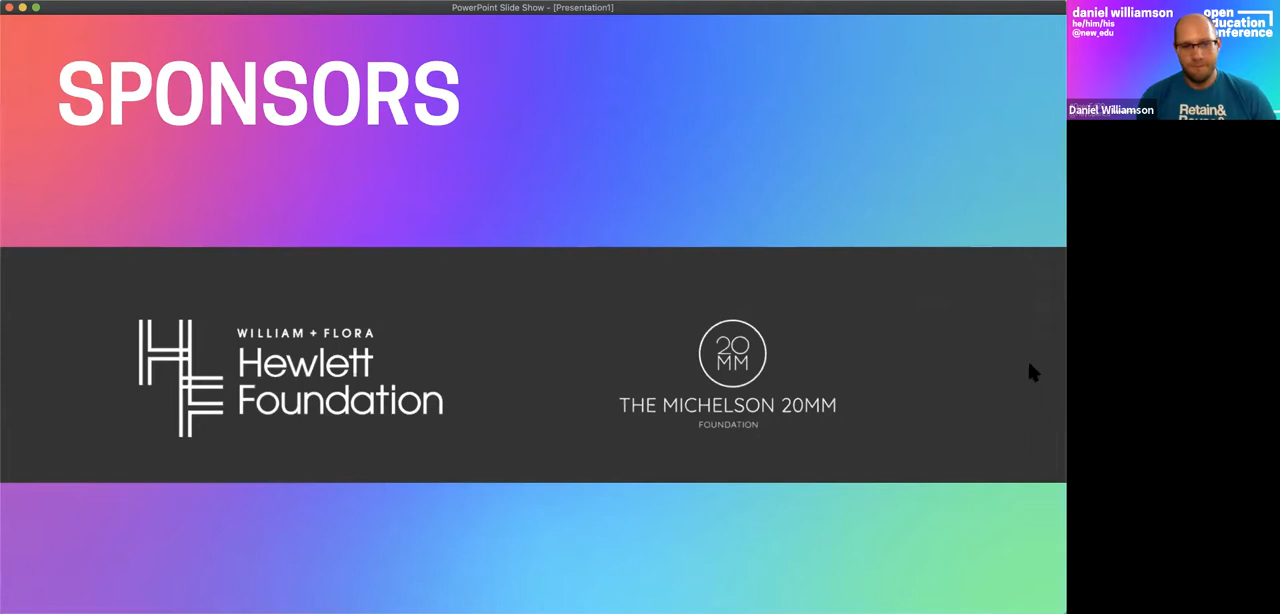 PowerPoint Slide Show - [Presentation1]
SPONSORS
WILLIAM + FLORA
Hewlett
Foundation
20
MM
THE MICHELSON 20MM
FOUNDATION
daniel williamson
he/him/his
@new_edu
open
education
conference
Retain&
Daniel Williamson